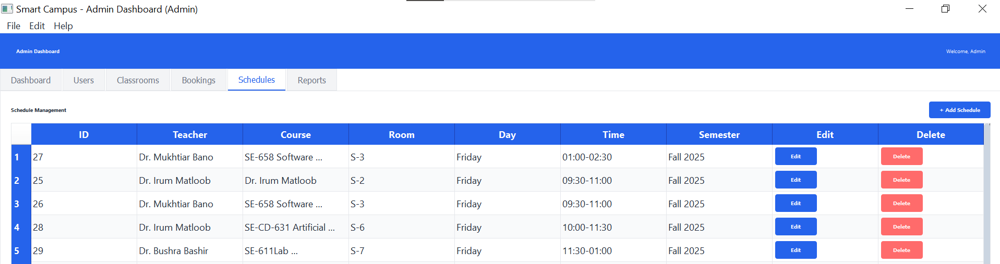 Smart Campus - Admin Dashboard (Admin)
File Edit Help
Admin Dashboard Welcome, Admin
Dashboard Users Classrooms Bookings Schedules Reports
Schedule Management + Add Schedule
ID Teacher Course Room Day Time Semester Edit Delete
1 27 Dr. Mukhtiar Bano SE-658 Software ... S-3 Friday 01:00-02:30 Fall 2025 Edit Delete
2 25 Dr. Irum Matloob Dr. Irum Matloob S-2 Friday 09:30-11:00 Fall 2025 Edit Delete
3 26 Dr. Mukhtiar Bano SE-658 Software ... S-3 Friday 09:30-11:00 Fall 2025 Edit Delete
4 28 Dr. Irum Matloob SE-CD-631 Artificial ... S-6 Friday 10:00-11:30 Fall 2025 Edit Delete
5 29 Dr. Bushra Bashir SE-611Lab ... S-7 Friday 11:30-01:00 Fall 2025 Edit Delete